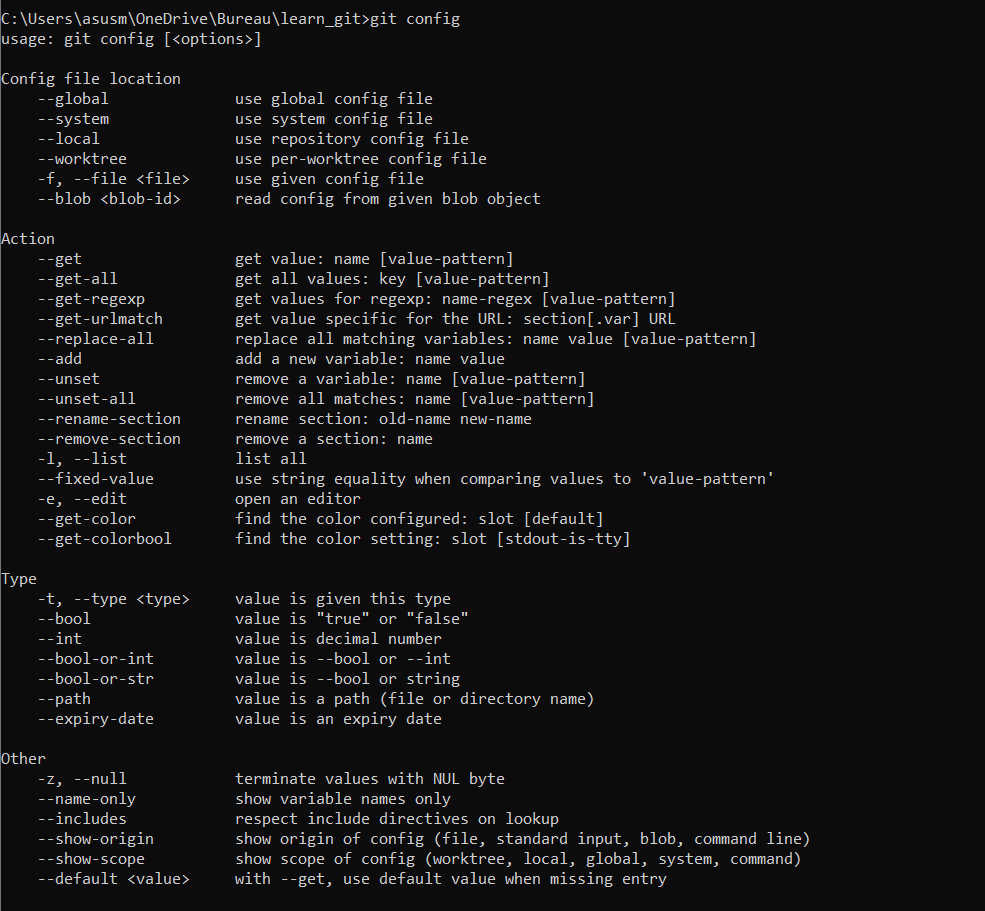 C:\Users\asusm\OneDrive\Bureau\learn_git>git config
usage: git config [<options>]

Config file location
    --global              use global config file
    --system              use system config file
    --local               use repository config file
    --worktree            use per-worktree config file
    -f, --file <file>     use given config file
    --blob <blob-id>      read config from given blob object

Action
    --get                 get value: name [value-pattern]
    --get-all             get all values: key [value-pattern]
    --get-regexp          get values for regexp: name-regex [value-pattern]
    --get-urlmatch        get value specific for the URL: section[.var] URL
    --replace-all         replace all matching variables: name value [value-pattern]
    --add                 add a new variable: name value
    --unset               remove a variable: name [value-pattern]
    --unset-all           remove all matches: name [value-pattern]
    --rename-section      rename section: old-name new-name
    --remove-section      remove a section: name
    -l, --list            list all
    --fixed-value         use string equality when comparing values to 'value-pattern'
    -e, --edit            open an editor
    --get-color           find the color configured: slot [default]
    --get-colorbool       find the color setting: slot [stdout-is-tty]

Type
    -t, --type <type>     value is given this type
    --bool                value is "true" or "false"
    --int                 value is decimal number
    --bool-or-int         value is --bool or --int
    --bool-or-str         value is --bool or string
    --path                value is a path (file or directory name)
    --expiry-date         value is an expiry date

Other
    -z, --null            terminate values with NUL byte
    --name-only           show variable names only
    --includes            respect include directives on lookup
    --show-origin         show origin of config (file, standard input, blob, command line)
    --show-scope          show scope of config (worktree, local, global, system, command)
    --default <value>     with --get, use default value when missing entry